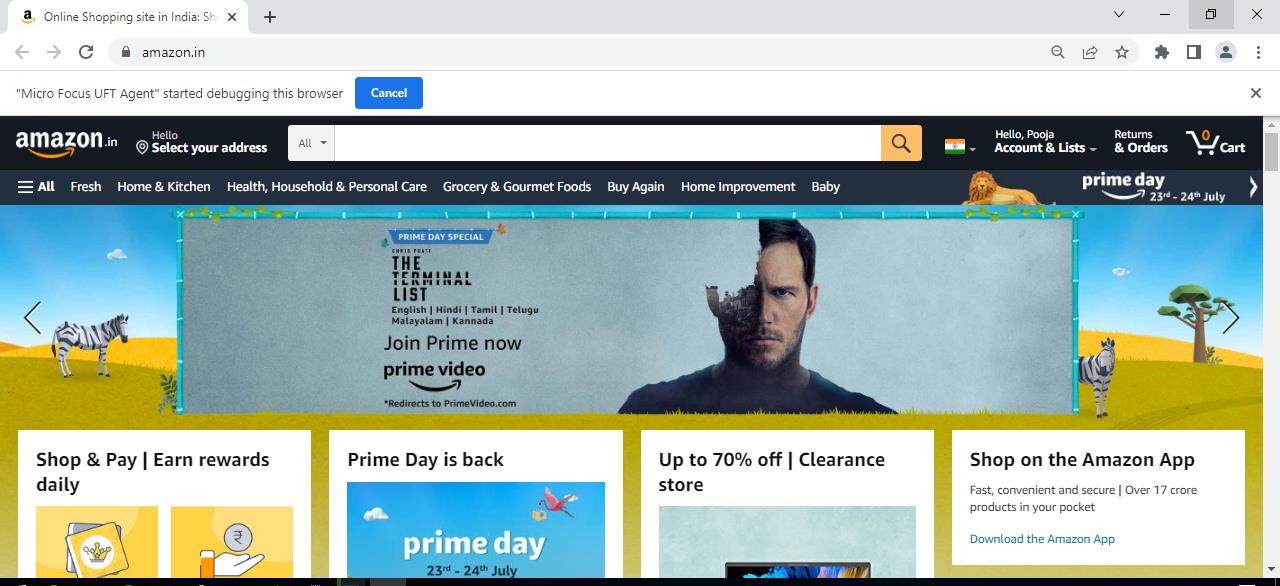 Online Shopping site in India: Sh
amazon.in
"Micro Focus UFT Agent" started debugging this browser
Cancel
amazon.in
Hello
Select your address
All
Hello, Pooja
Account & Lists
Returns
& Orders
0
Cart
All
Fresh
Home & Kitchen
Health, Household & Personal Care
Grocery & Gourmet Foods
Buy Again
Home Improvement
Baby
prime day
23rd - 24th July
PRIME DAY SPECIAL
CHRIS PRATT
THE
TERMINAL
LIST
English | Hindi | Tamil | Telugu
Malayalam | Kannada
Join Prime now
prime video
*Redirects to PrimeVideo.com
Shop & Pay | Earn rewards
daily
₹
Prime Day is back
prime day
23rd - 24th July
Up to 70% off | Clearance
store
Shop on the Amazon App
Fast, convenient and secure | Over 17 crore
products in your pocket
Download the Amazon App